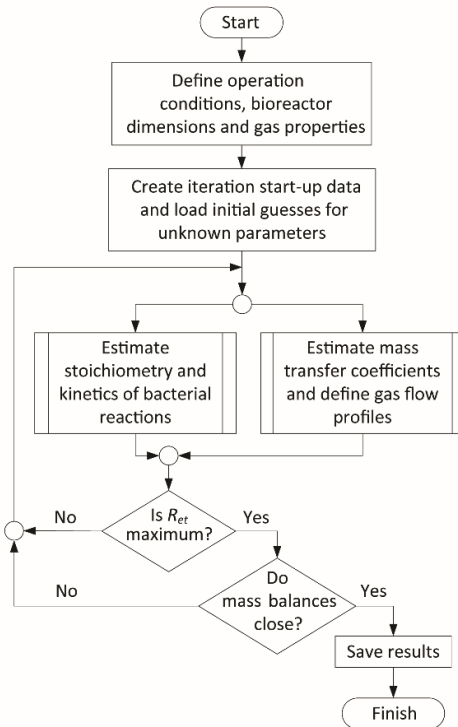 Start
Define operation
conditions, bioreactor
dimensions and gas properties
Create iteration start-up data
and load initial guesses for
unknown parameters
Estimate
stoichiometry and
kinetics of bacterial
reactions
Estimate mass
transfer coefficients
and define gas flow
profiles
No
Is Ret
maximum?
Yes
No
Do
mass balances
close?
Yes
Save results
Finish